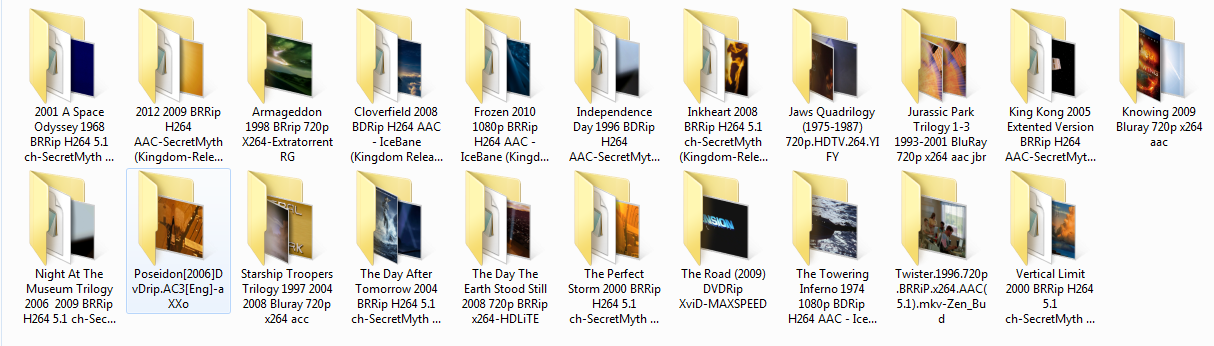 2001 A Space
Odyssey 1968
BRRip H264 5.1
ch-SecretMyth ...
2012 2009 BRRip
H264
AAC-SecretMyth
(Kingdom-Rele...
Armageddon
1998 BRrip 720p
X264-Extratorrent
RG
Cloverfield 2008
BDRip H264 AAC
- IceBane
(Kingdom Relea...
Frozen 2010
1080p BRRip
H264 AAC -
IceBane (Kingd...
Independence
Day 1996 BDRip
H264
AAC-SecretMyt...
Inkheart 2008
BRRip H264 5.1
ch-SecretMyth
(Kingdom-Rele...
Jaws Quadrilogy
(1975-1987)
720p.HDTV.264.YI
FY
Jurassic Park
Trilogy 1-3
1993-2001 BluRay
720p x264 aac jbr
King Kong 2005
Extented Version
BRRip H264
AAC-SecretMyt...
Knowing 2009
Bluray 720p x264
aac
Night At The
Museum Trilogy
2006 2009 BRRip
H264 5.1 ch-Sec...
Poseidon[2006]D
vDrip.AC3[Eng]-a
XXo
Starship Troopers
Trilogy 1997 2004
2008 Bluray 720p
x264 acc
The Day After
Tomorrow 2004
BRRip H264 5.1
ch-SecretMyth ...
The Day The
Earth Stood Still
2008 720p BRRip
x264-HDLiTE
The Perfect
Storm 2000 BRRip
H264 5.1
ch-SecretMyth ...
The Road (2009)
DVDRip
XviD-MAXSPEED
The Towering
Inferno 1974
1080p BDRip
H264 AAC - Ice...
Twister.1996.720p
.BRRiP.x264.AAC(
5.1).mkv-Zen_Bu
d
Vertical Limit
2000 BRRip H264
5.1
ch-SecretMyth ...